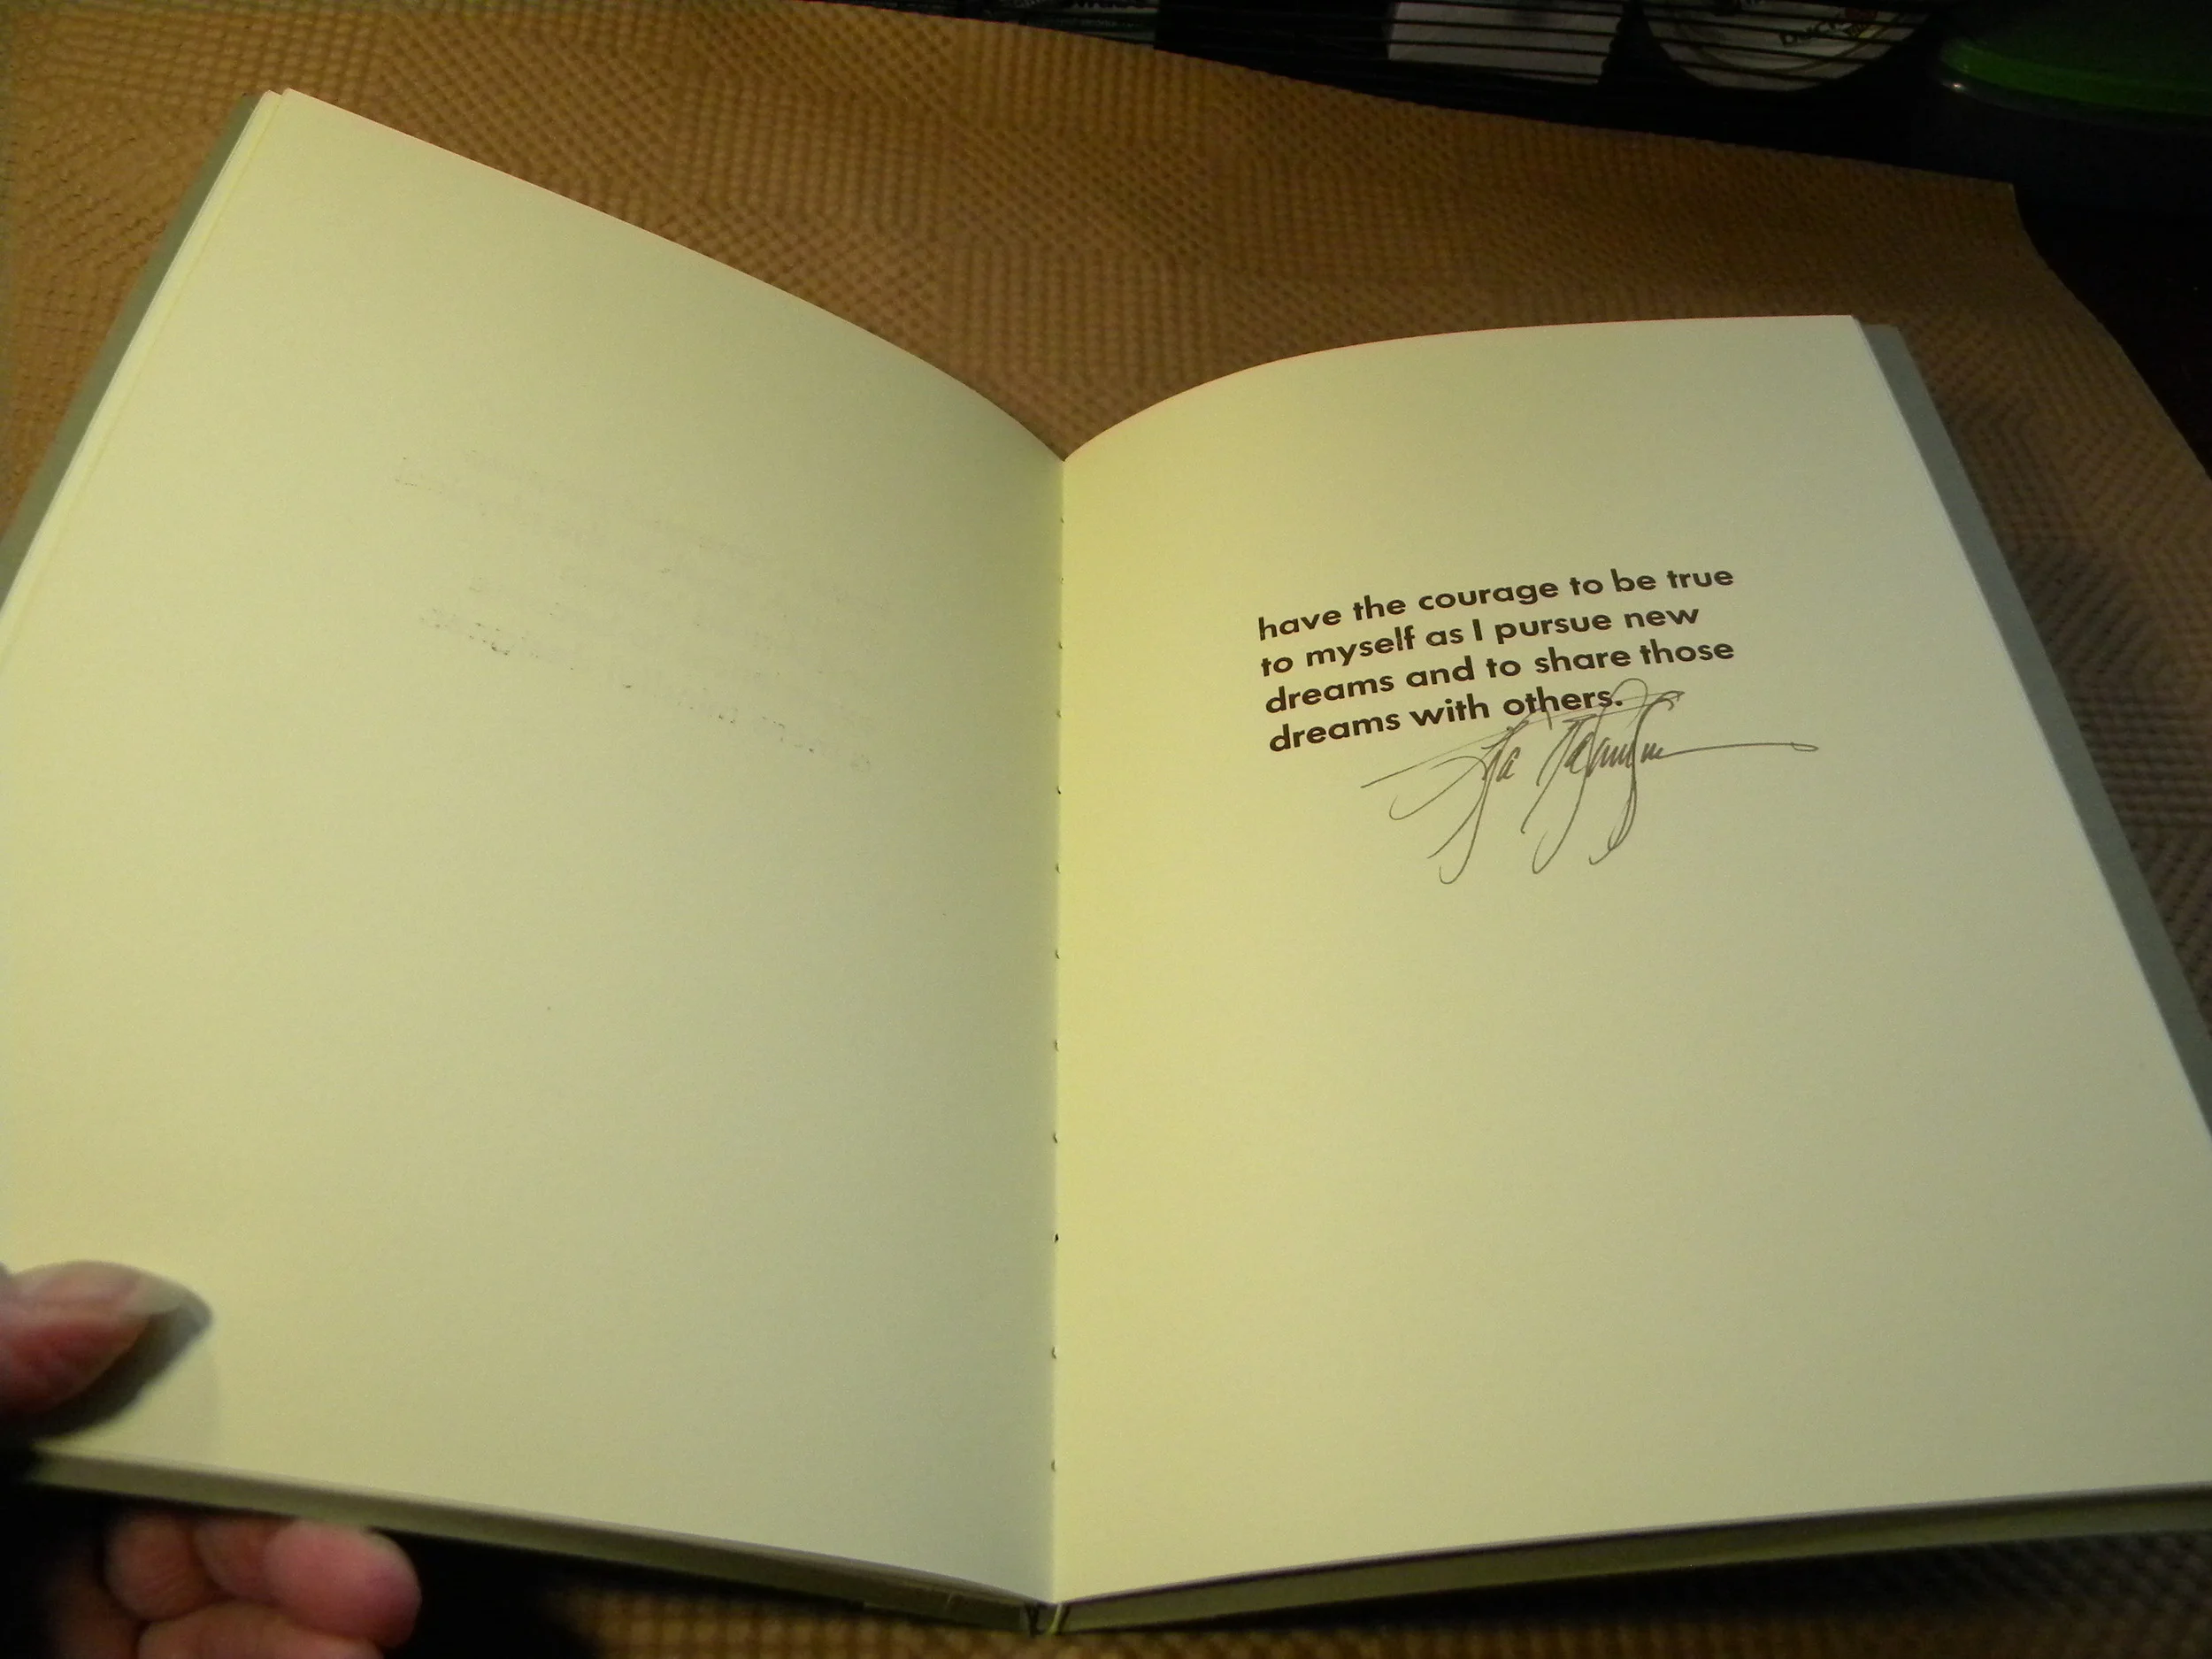 have the courage to be true
to myself as I pursue new
dreams and to share those
dreams with others.